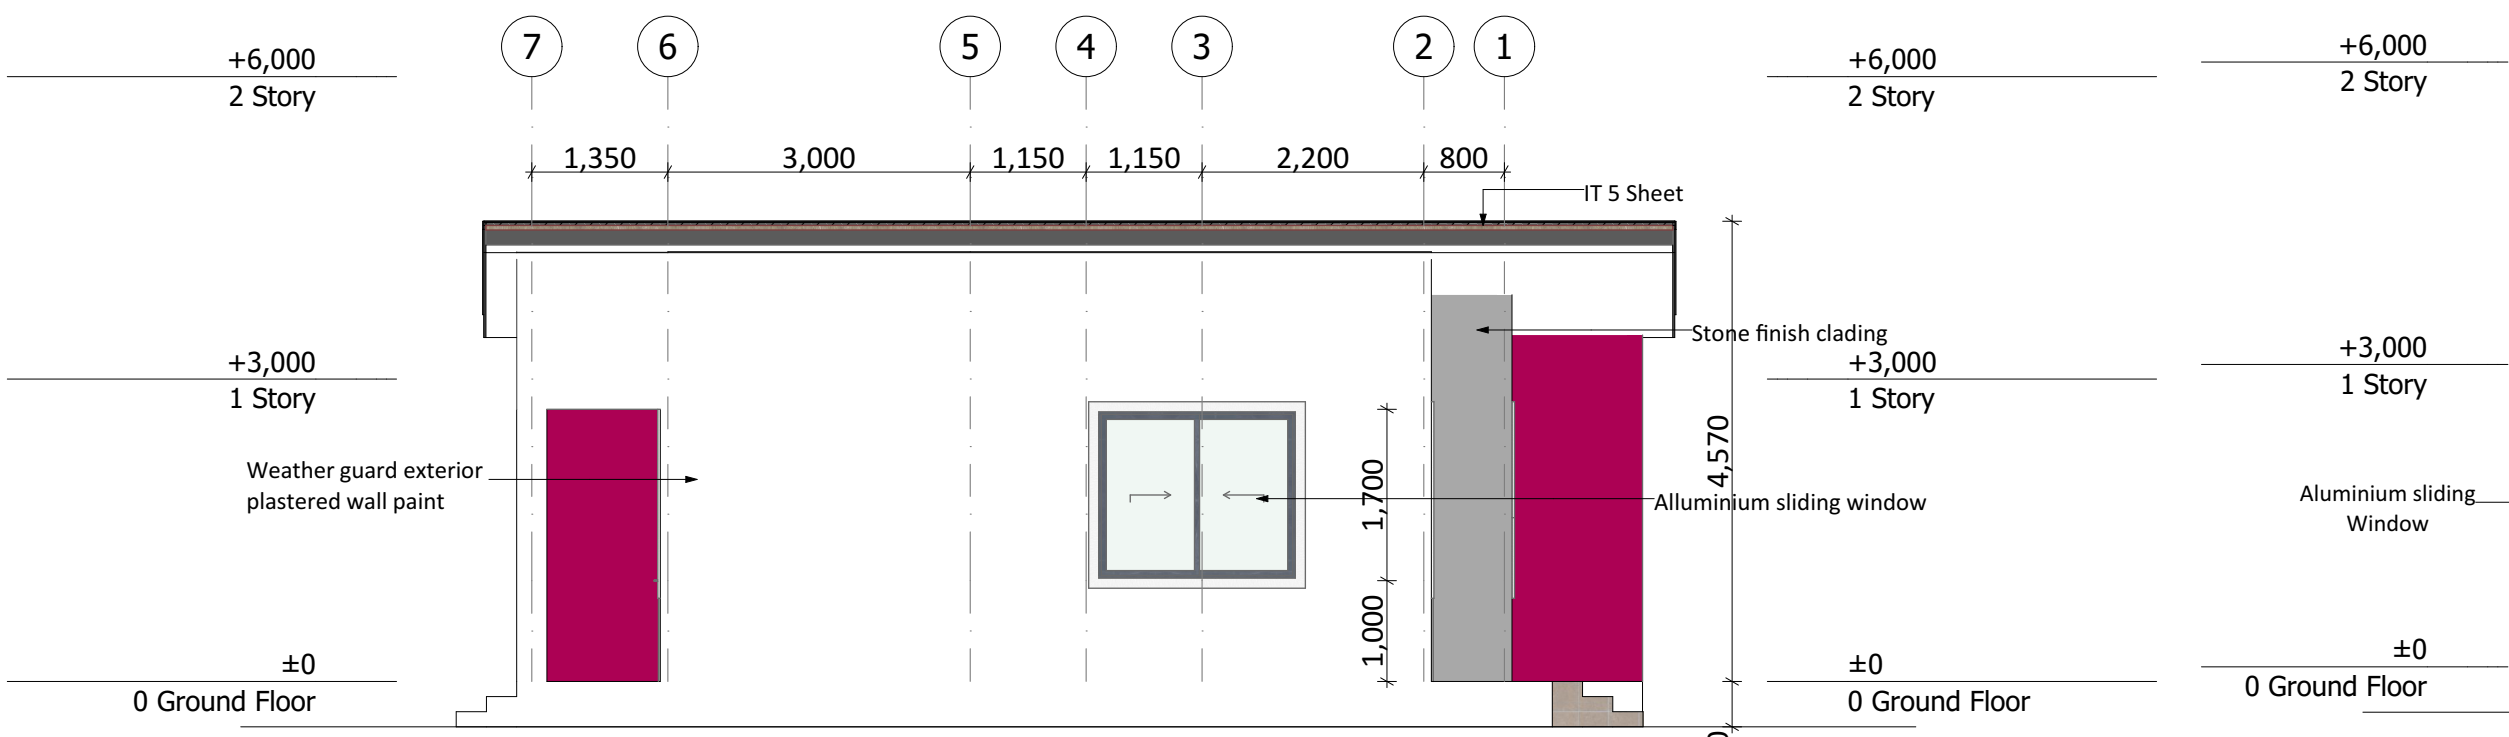 7 6 5 4 3 2 1
+6,000
2 Story
+6,000
2 Story
+6,000
2 Story
1,350 3,000 1,150 1,150 2,200 800
IT 5 Sheet
Stone finish clading
+3,000
1 Story
+3,000
1 Story
+3,000
1 Story
4,570
Weather guard exterior
plastered wall paint
1,700
Alluminium sliding window
Aluminium sliding
Window
1,000
±0
0 Ground Floor
±0
0 Ground Floor
±0
0 Ground Floor